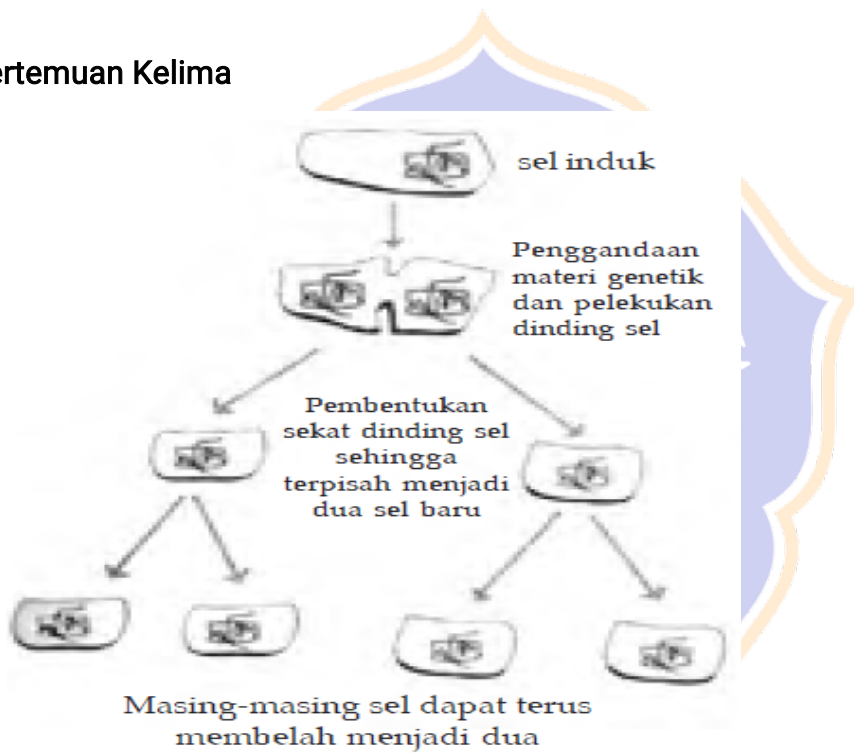 ertemuan Kelima
sel induk
Penggandaan
materi genetik
dan pelekukan
dinding sel
Pembentukan
sekat dinding sel
sehingga
terpisah menjadi
dua sel baru
Masing-masing sel dapat terus
membelah menjadi dua